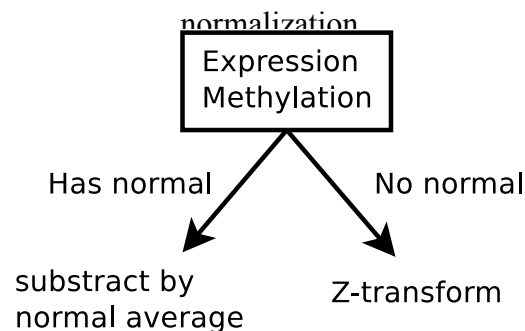 normalization
Expression
Methylation
Has normal
No normal
substract by
normal average
Z-transform